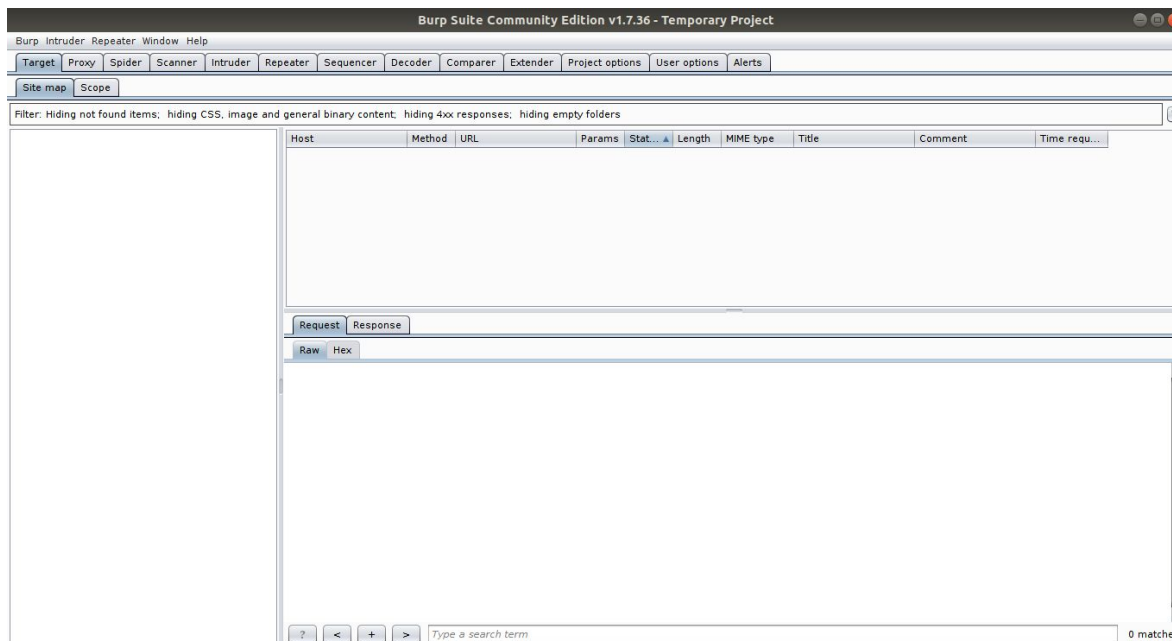 Burp Suite Community Edition v1.7.36 - Temporary Project
Burp Intruder Repeater Window Help
Target Proxy Spider Scanner Intruder Repeater Sequencer Decoder Comparer Extender Project options User options Alerts
Site map Scope
Filter: Hiding not found items; hiding CSS, image and general binary content; hiding 4xx responses; hiding empty folders
Host Method URL Params Stat... Length MIME type Title Comment Time requ...
Request Response
Raw Hex
? < + > Type a search term 0 matche